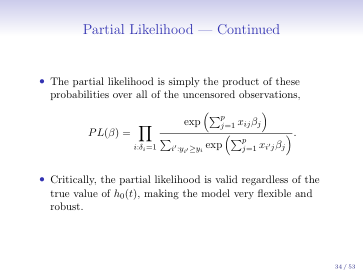 Partial Likelihood — Continued
• The partial likelihood is simply the product of these
probabilities over all of the uncensored observations,
PL(β) = ∏_{i:δ_i=1} exp(∑_{j=1}^{p} x_{ij}β_j) / ∑_{i′:y_{i′}≥y_i} exp(∑_{j=1}^{p} x_{i′j}β_j).
• Critically, the partial likelihood is valid regardless of the
true value of h₀(t), making the model very flexible and
robust.
34 / 53